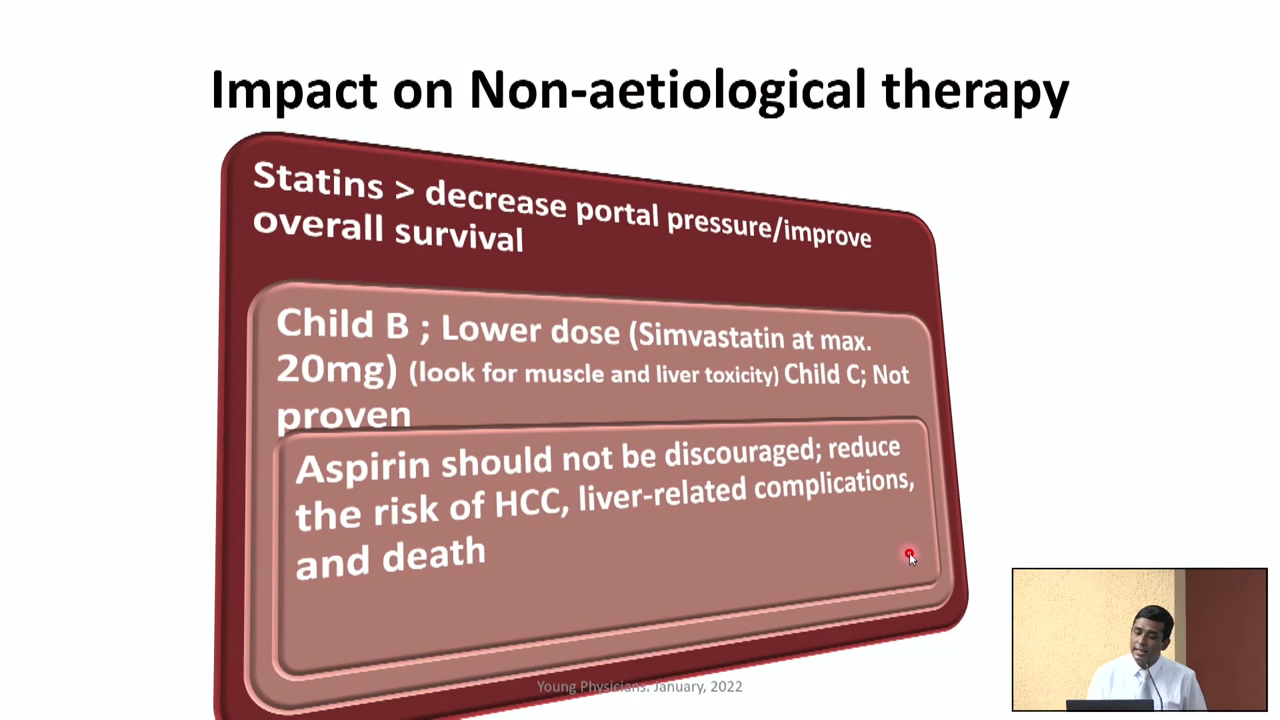 Impact on Non-aetiological therapy
Statins > decrease portal pressure/improve
overall survival
Child B ; Lower dose (Simvastatin at max.
20mg) (look for muscle and liver toxicity) Child C; Not
proven
Aspirin should not be discouraged; reduce
the risk of HCC, liver-related complications,
and death
Young Physicians. January, 2022